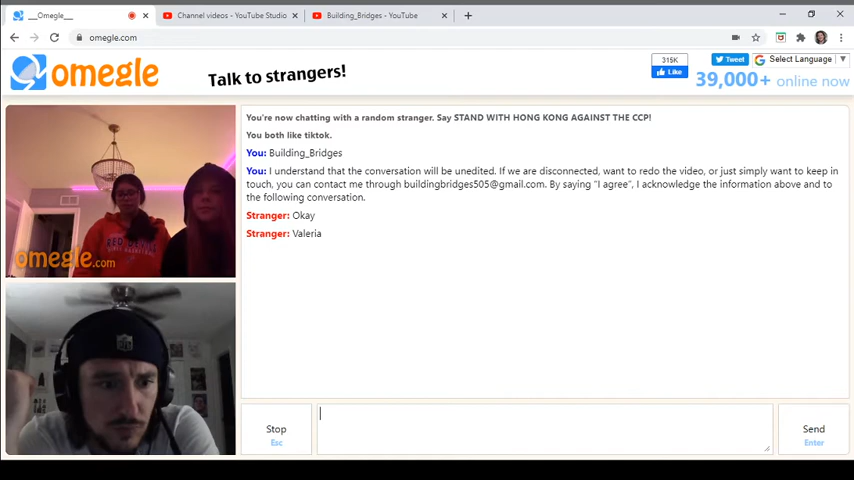 __Omegle__
Channel videos - YouTube Studio
Building_Bridges - YouTube
omegle.com
omegle
Talk to strangers!
315K
Like
Tweet
Select Language
39,000+ online now
You're now chatting with a random stranger. Say STAND WITH HONG KONG AGAINST THE CCP!
You both like tiktok.
You: Building_Bridges
You: I understand that the conversation will be unedited. If we are disconnected, want to redo the video, or just simply want to keep in
touch, you can contact me through buildingbridges505@gmail.com. By saying "I agree", I acknowledge the information above and to
the following conversation.
Stranger: Okay
Stranger: Valeria
omegle.com
Stop
Esc
Send
Enter